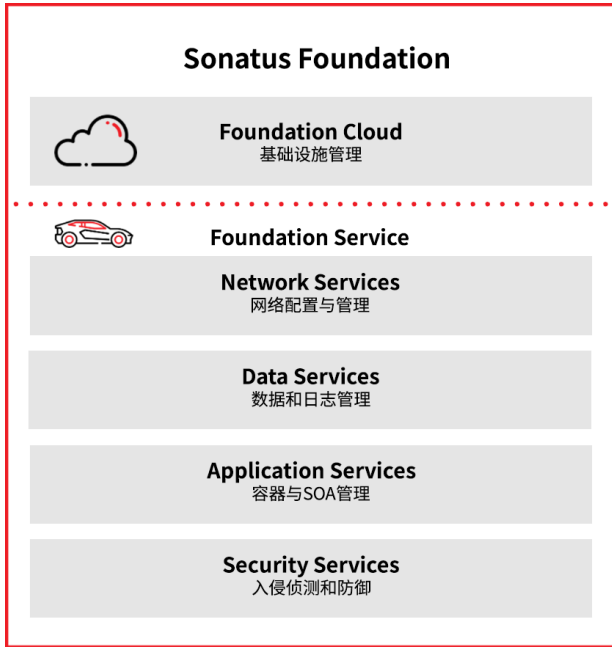 Sonatus Foundation
Foundation Cloud
基础设施管理
Foundation Service
Network Services
网络配置与管理
Data Services
数据和日志管理
Application Services
容器与SOA管理
Security Services
入侵侦测和防御